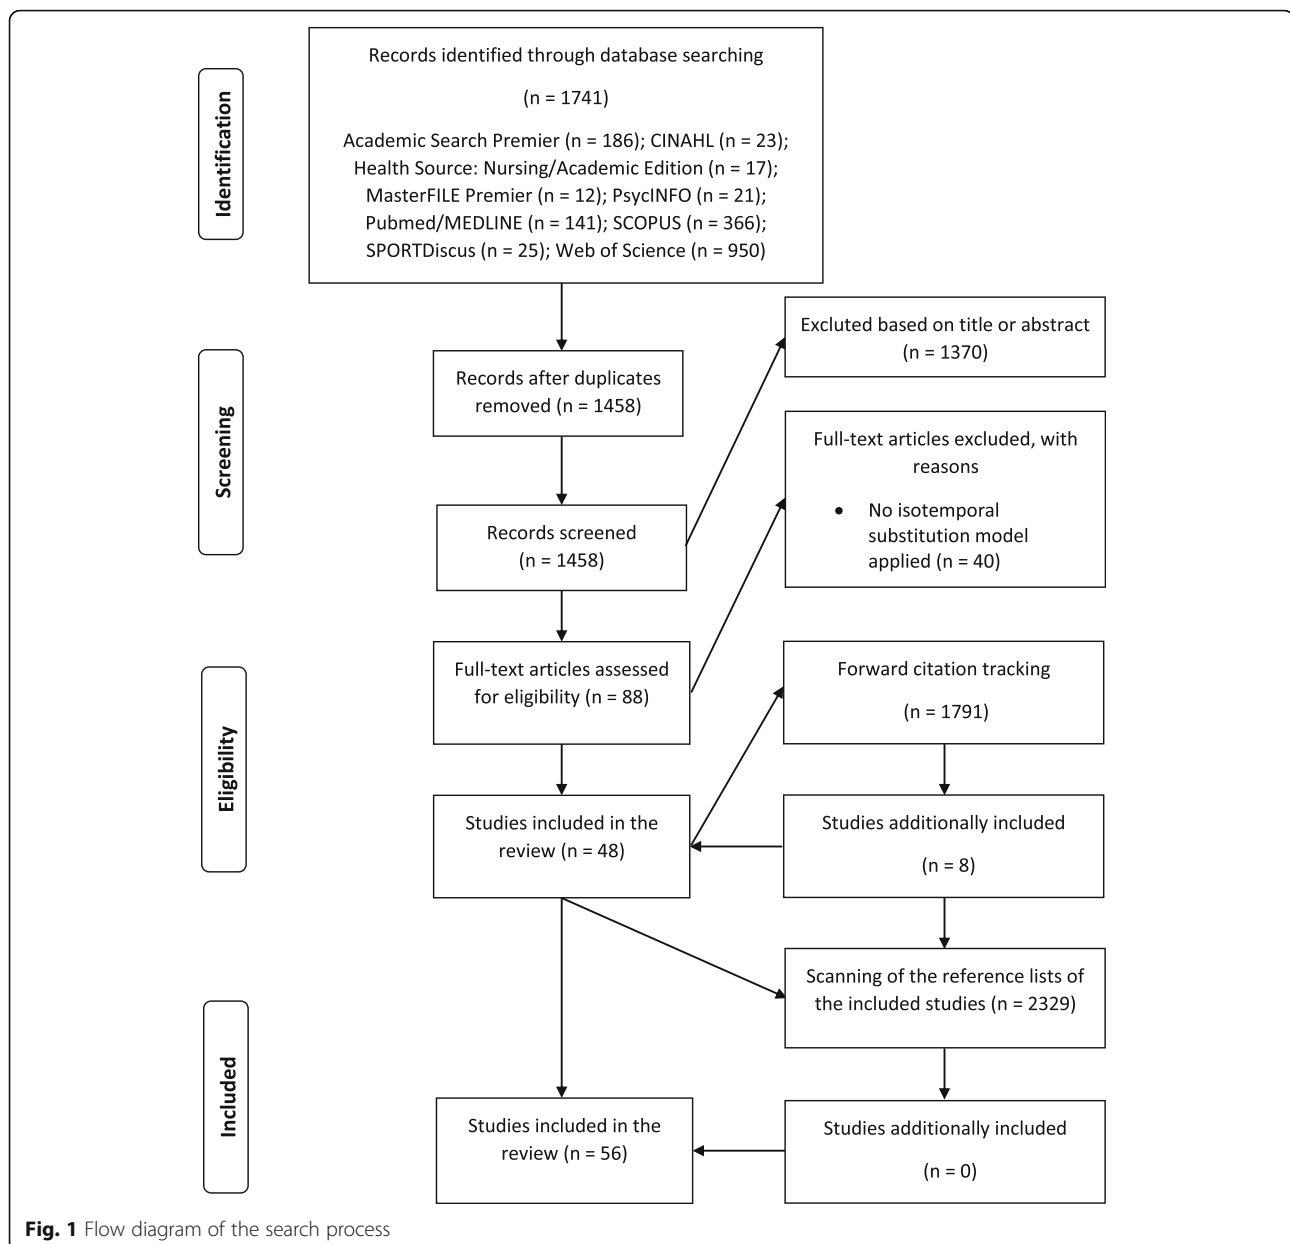 Identification
Records identified through database searching
(n = 1741)
Academic Search Premier (n = 186); CINAHL (n = 23);
Health Source: Nursing/Academic Edition (n = 17);
MasterFILE Premier (n = 12); PsycINFO (n = 21);
Pubmed/MEDLINE (n = 141); SCOPUS (n = 366);
SPORTDiscus (n = 25); Web of Science (n = 950)
Screening
Records after duplicates
removed (n = 1458)
Excluted based on title or abstract
(n = 1370)
Records screened
(n = 1458)
Full-text articles excluded, with
reasons
• No isotemporal
substitution model
applied (n = 40)
Eligibility
Full-text articles assessed
for eligibility (n = 88)
Forward citation tracking
(n = 1791)
Studies included in the
review (n = 48)
Studies additionally included
(n = 8)
Scanning of the reference lists of
the included studies (n = 2329)
Included
Studies included in the
review (n = 56)
Studies additionally included
(n = 0)
Fig. 1 Flow diagram of the search process